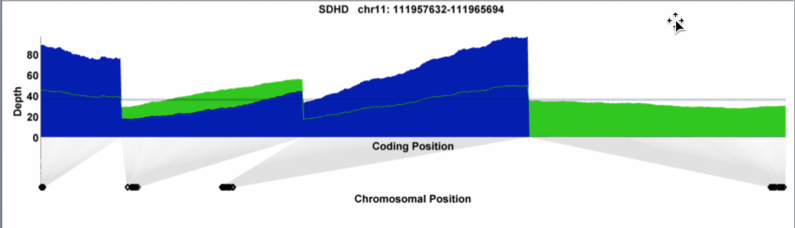 SDHD chr11: 111957632-111965694
80
60
Depth
40
20
0
Coding Position
Chromosomal Position